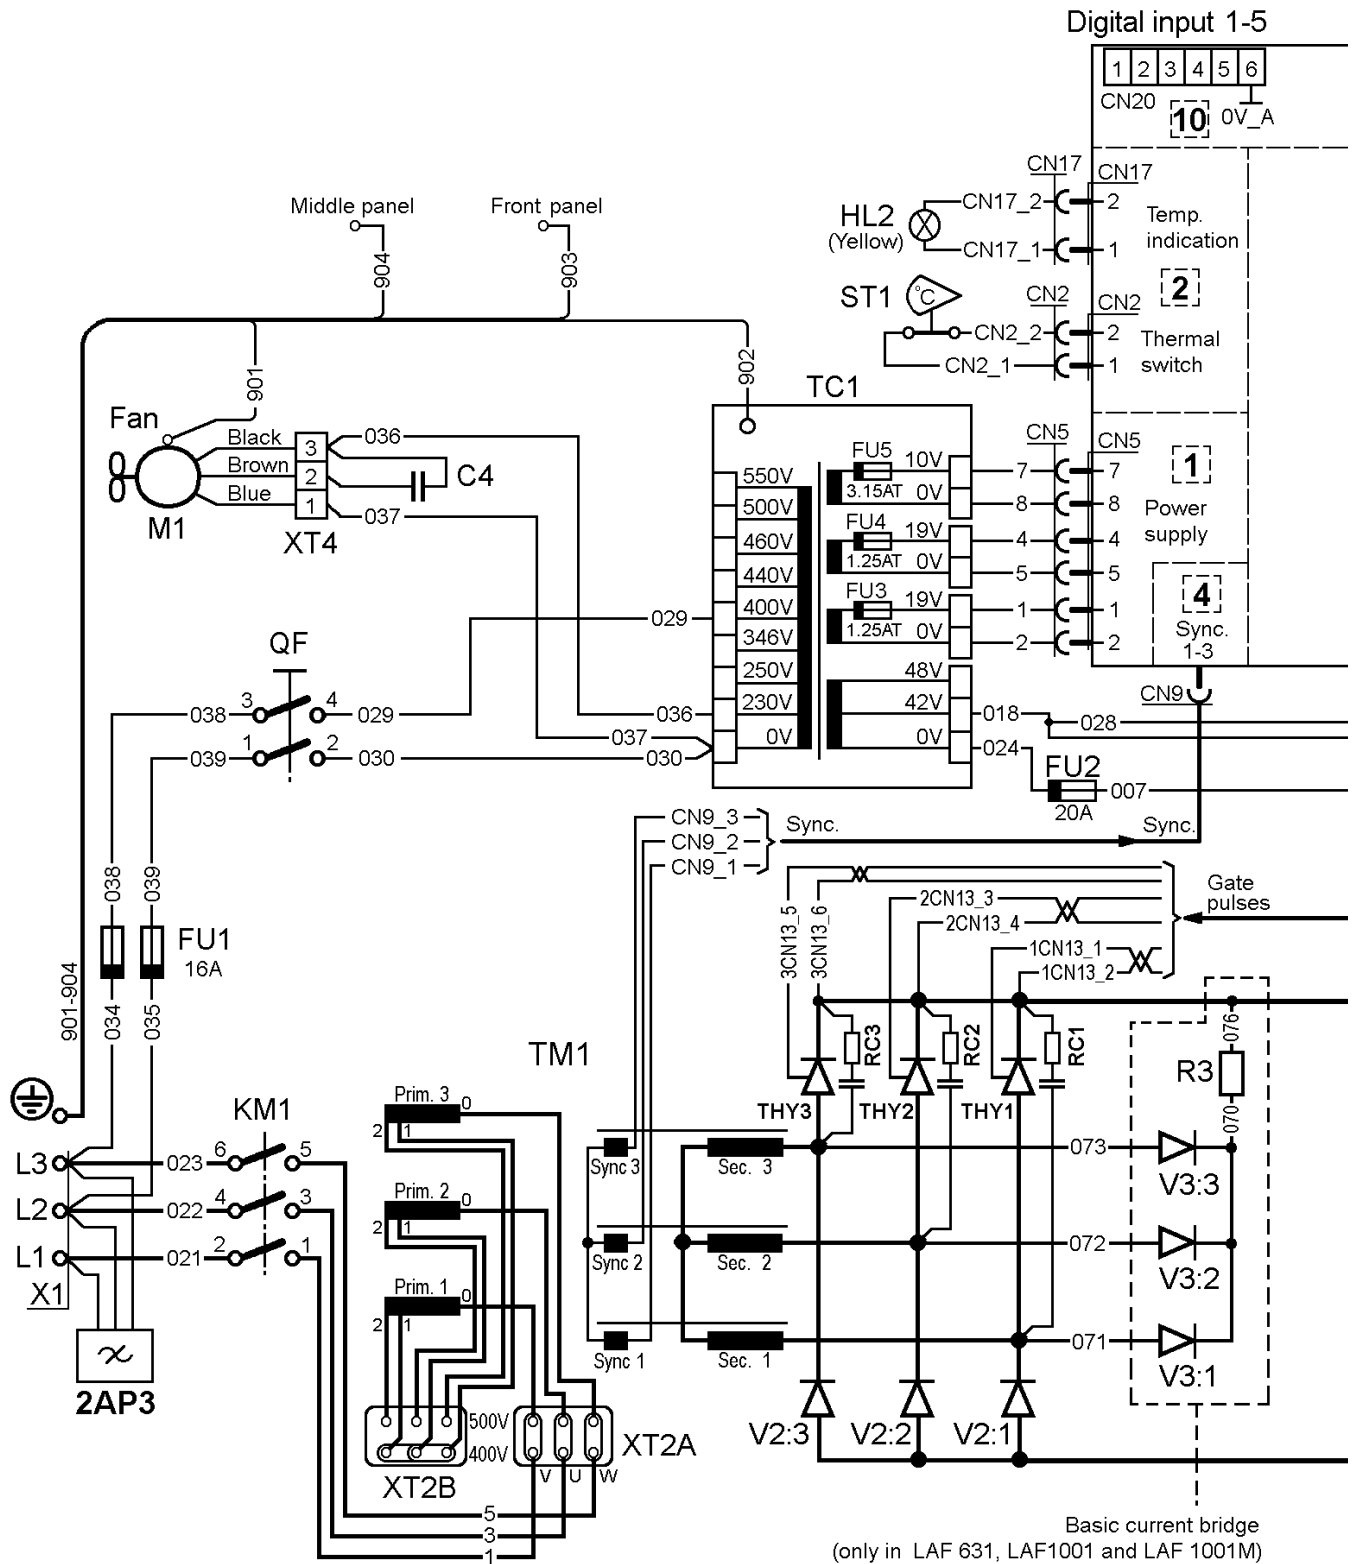 Digital input 1-5
1 2 3 4 5 6
CN20
10
0V_A
CN17
CN17
HL2
(Yellow)
CN17_2
2
CN17_1
1
Temp.
indication
2
Middle panel
Front panel
904
903
ST1
°C
CN2
CN2
CN2_2
2
CN2_1
1
Thermal
switch
901
902
TC1
Fan
M1
Black
Brown
Blue
3
2
1
XT4
036
037
C4
550V
500V
460V
440V
400V
346V
250V
230V
0V
FU5
3.15AT
10V
0V
FU4
1.25AT
19V
0V
FU3
1.25AT
19V
0V
48V
42V
0V
CN5
CN5
7
7
8
8
4
4
5
5
1
1
2
2
1
Power
supply
4
Sync.
1-3
CN9
029
QF
038
3
4
029
039
1
2
030
036
037
030
018
028
024
FU2
20A
007
CN9_3
CN9_2
CN9_1
Sync.
Sync.
038
039
FU1
16A
034
035
901-904
3CN13_5
3CN13_6
2CN13_3
2CN13_4
1CN13_1
1CN13_2
Gate
pulses
RC3
RC2
RC1
THY3
THY2
THY1
076
R3
070
TM1
KM1
L3
023
6
5
L2
022
4
3
L1
021
2
1
X1
2AP3
Prim. 3
0
2
1
Prim. 2
0
2
1
Prim. 1
0
2
1
Sync 3
Sec. 3
Sync 2
Sec. 2
Sync 1
Sec. 1
073
V3:3
072
V3:2
071
V3:1
500V
400V
XT2B
XT2A
V U W
5
3
1
V2:3
V2:2
V2:1
Basic current bridge
(only in LAF 631, LAF1001 and LAF 1001M)